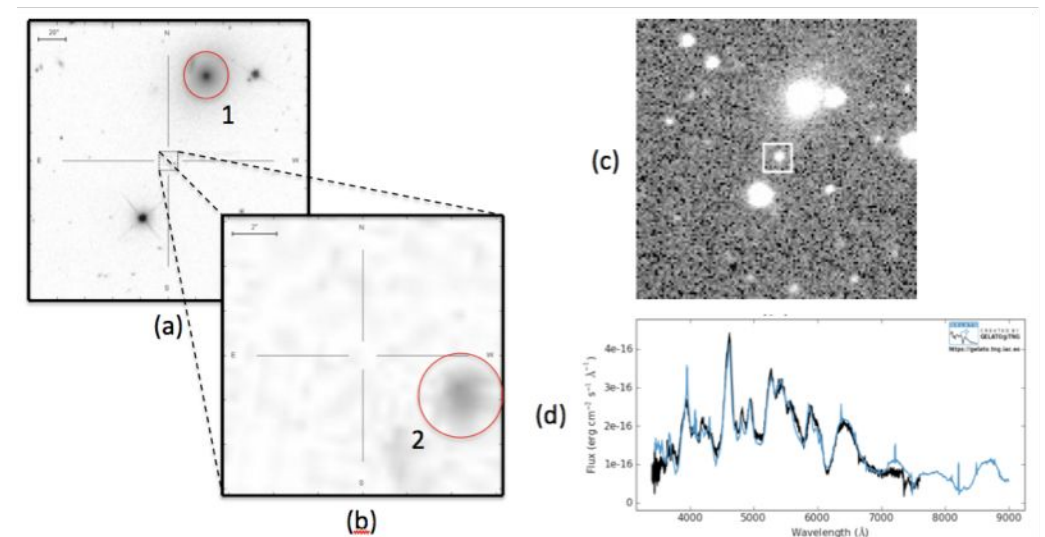 20"
N
1
E
W
S
(a)
2"
N
E
W
2
S
(b)
(c)
(d)
4e-16
3e-16
2e-16
1e-16
0
Flux (erg cm⁻² s⁻¹ Å⁻¹)
4000 5000 6000 7000 8000 9000
Wavelength (Å)
GELATO
CREATED BY
GELATO@TNG
https://gelato.tng.iac.es